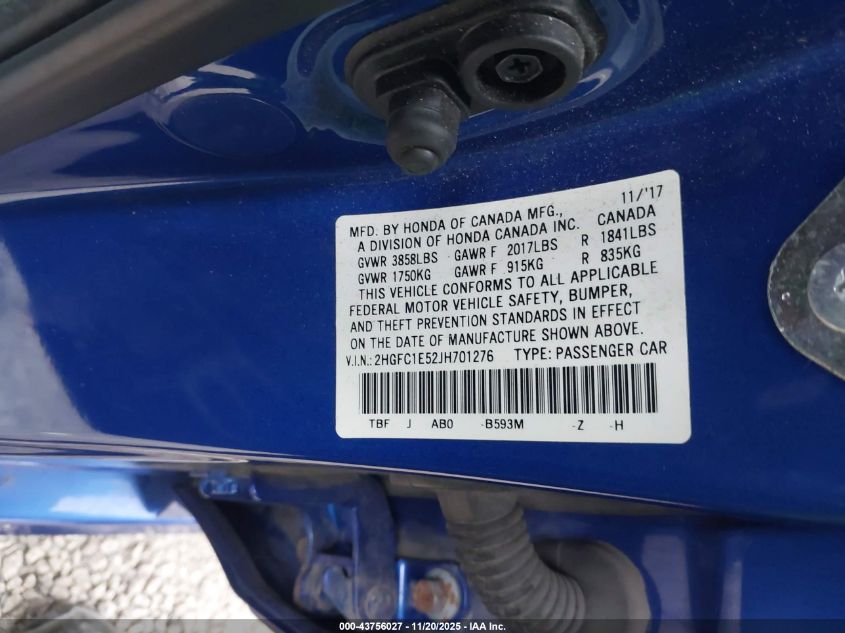 11/'17
MFD. BY HONDA OF CANADA MFG.,
A DIVISION OF HONDA CANADA INC. CANADA
GVWR 3858LBS GAWR F 2017LBS R 1841LBS
GVWR 1750KG GAWR F 915KG R 835KG
THIS VEHICLE CONFORMS TO ALL APPLICABLE
FEDERAL MOTOR VEHICLE SAFETY, BUMPER,
AND THEFT PREVENTION STANDARDS IN EFFECT
ON THE DATE OF MANUFACTURE SHOWN ABOVE.
V.I.N.: 2HGFC1E52JH701276 TYPE: PASSENGER CAR
TBF J AB0 -B593M -Z -H
000-43756027 - 11/20/2025 - IAA Inc.